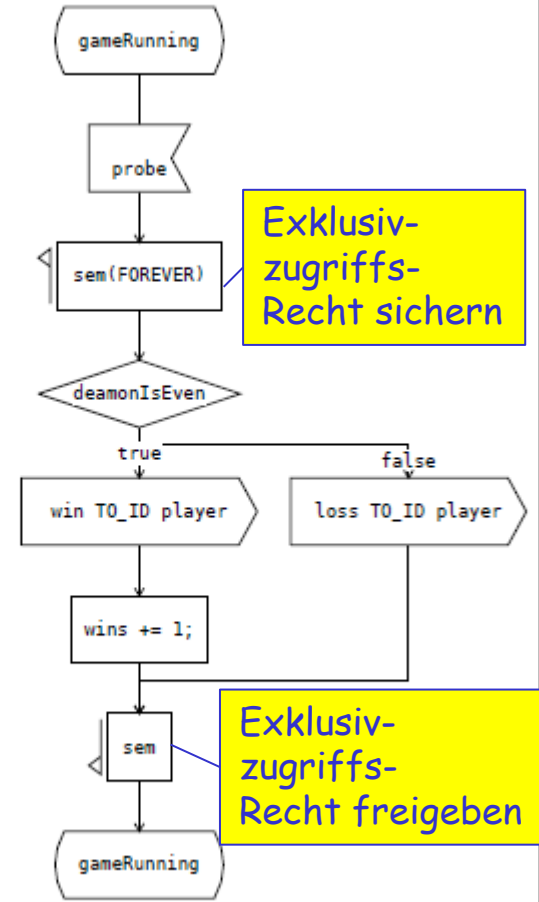 gameRunning
probe
sem(FOREVER)
Exklusiv-
zugriffs-
Recht sichern
deamonIsEven
true
false
win TO_ID player
loss TO_ID player
wins += 1;
sem
Exklusiv-
zugriffs-
Recht freigeben
gameRunning